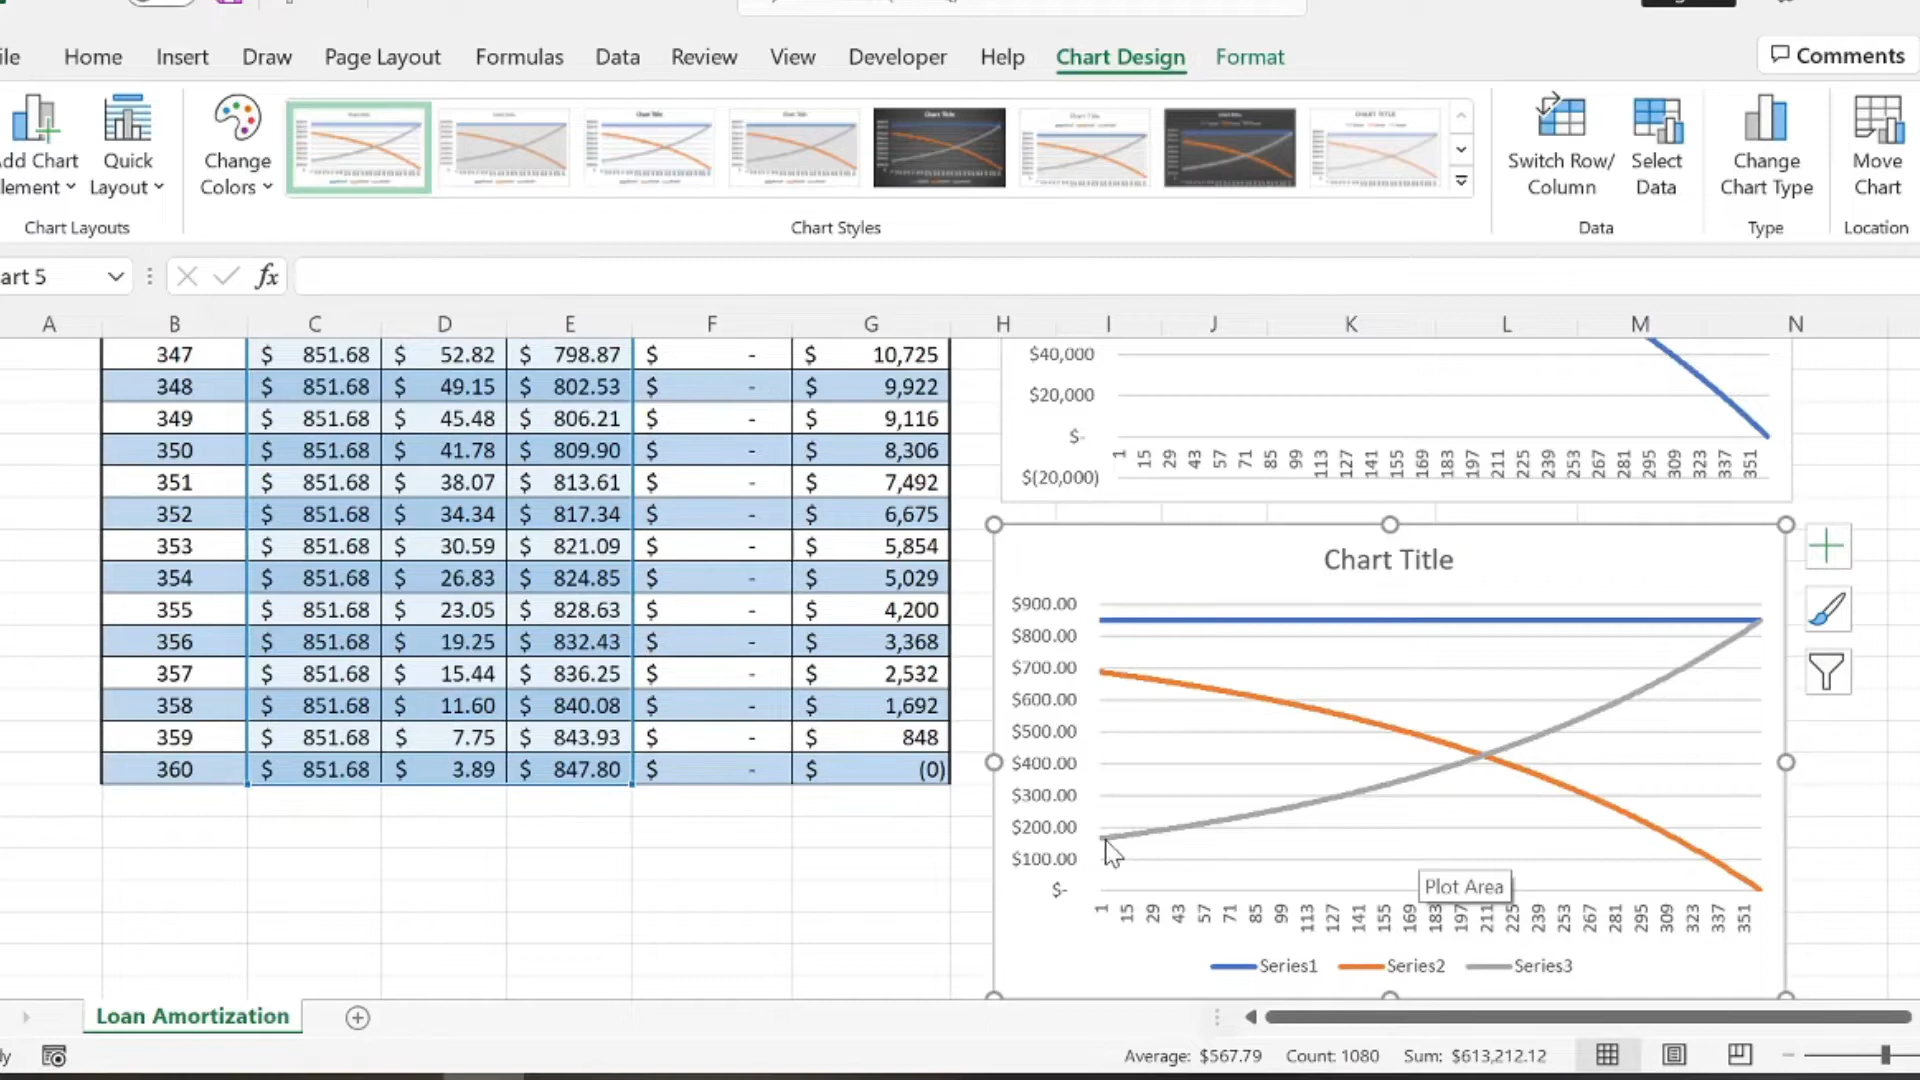 ile Home Insert Draw Page Layout Formulas Data Review View Developer Help Chart Design Format Comments
Add Chart Element Quick Layout Change Colors Switch Row/Column Select Data Change Chart Type Move Chart
Chart Layouts Chart Styles Data Type Location
art 5 fx
A B C D E F G H I J K L M N
347 $ 851.68 $ 52.82 $ 798.87 $ - $ 10,725
348 $ 851.68 $ 49.15 $ 802.53 $ - $ 9,922
349 $ 851.68 $ 45.48 $ 806.21 $ - $ 9,116
350 $ 851.68 $ 41.78 $ 809.90 $ - $ 8,306
351 $ 851.68 $ 38.07 $ 813.61 $ - $ 7,492
352 $ 851.68 $ 34.34 $ 817.34 $ - $ 6,675
353 $ 851.68 $ 30.59 $ 821.09 $ - $ 5,854
354 $ 851.68 $ 26.83 $ 824.85 $ - $ 5,029
355 $ 851.68 $ 23.05 $ 828.63 $ - $ 4,200
356 $ 851.68 $ 19.25 $ 832.43 $ - $ 3,368
357 $ 851.68 $ 15.44 $ 836.25 $ - $ 2,532
358 $ 851.68 $ 11.60 $ 840.08 $ - $ 1,692
359 $ 851.68 $ 7.75 $ 843.93 $ - $ 848
360 $ 851.68 $ 3.89 $ 847.80 $ - $ (0)
$40,000
$20,000
$-
$(20,000)
1 15 29 43 57 71 85 99 113 127 141 155 169 183 197 211 225 239 253 267 281 295 309 323 337 351
Chart Title
$900.00
$800.00
$700.00
$600.00
$500.00
$400.00
$300.00
$200.00
$100.00
$-
Plot Area
1 15 29 43 57 71 85 99 113 127 141 155 169 183 197 211 225 239 253 267 281 295 309 323 337 351
Series1 Series2 Series3
Loan Amortization
Average: $567.79 Count: 1080 Sum: $613,212.12